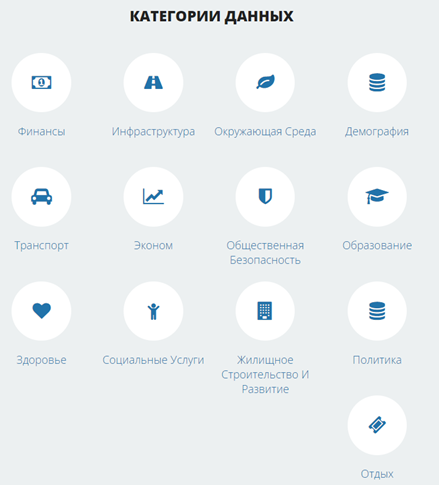 КАТЕГОРИИ ДАННЫХ
Финансы
Инфраструктура
Окружающая Среда
Демография
Транспорт
Эконом
Общественная
Безопасность
Образование
Здоровье
Социальные Услуги
Жилищное
Строительство И
Развитие
Политика
Отдых